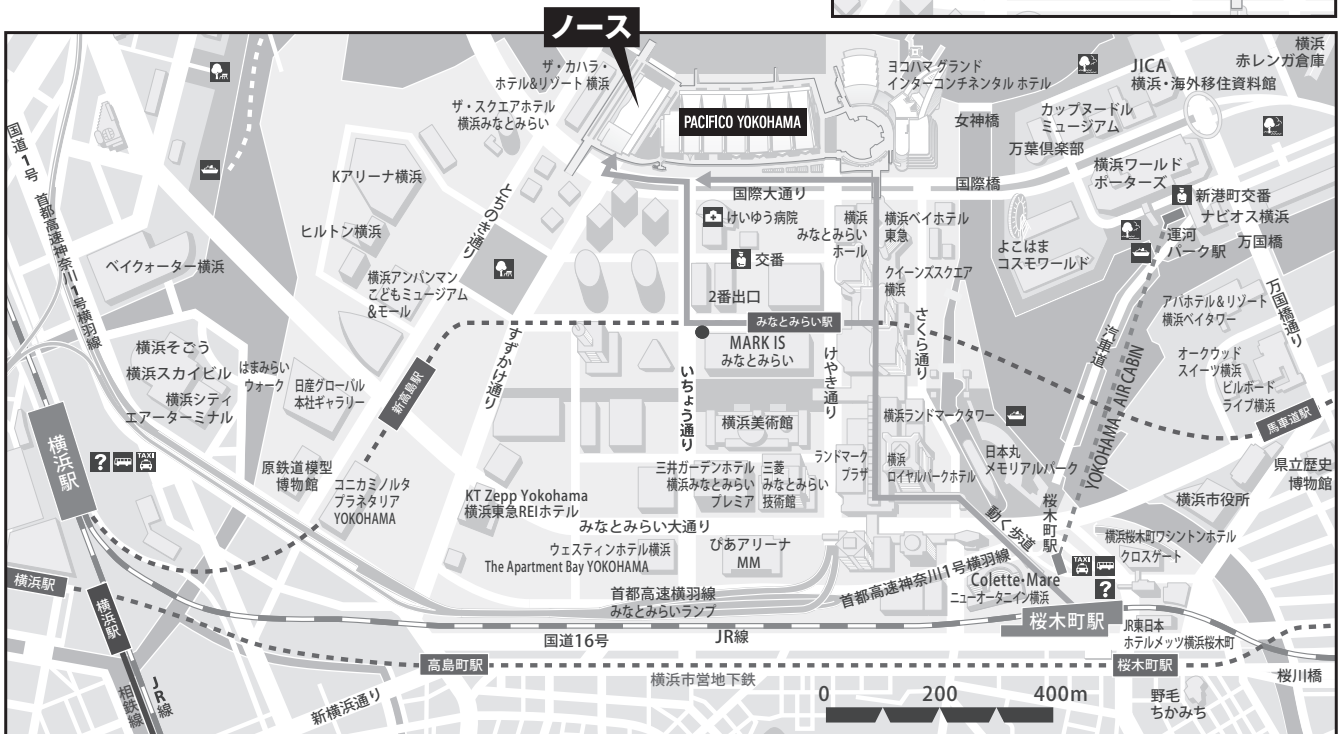 ノース
ザ・カハラ・
ホテル&リゾート 横浜
ザ・スクエアホテル
横浜みなとみらい
PACIFICO YOKOHAMA
ヨコハマ グランド
インターコンチネンタル ホテル
女神橋
JICA
横浜・海外移住資料館
横浜
赤レンガ倉庫
カップヌードル
ミュージアム
万葉倶楽部
横浜ワールド
ポーターズ
国際橋
国際大通り
新港町交番
ナビオス横浜
運河
パーク駅
万国橋
万国橋通り
国道1号
首都高速神奈川1号横羽線
Kアリーナ横浜
ヒルトン横浜
とちのき通り
ベイクォーター横浜
横浜アンパンマン
こどもミュージアム
&モール
けいゆう病院
交番
2番出口
横浜
みなとみらい
ホール
横浜ベイホテル
東急
クイーンズスクエア
横浜
よこはま
コスモワールド
アパホテル&リゾート
横浜ベイタワー
オークウッド
スイーツ横浜
ビルボード
ライブ横浜
汽車道
YOKOHAMA AIR CABIN
馬車道駅
みなとみらい駅
MARK IS
みなとみらい
さくら通り
けやき通り
いちょう通り
すずかけ通り
新高島駅
横浜そごう
横浜スカイビル
横浜シティ
エアーターミナル
はまみらい
ウォーク
日産グローバル
本社ギャラリー
横浜駅
?
TAXI
原鉄道模型
博物館
コニカミノルタ
プラネタリア
YOKOHAMA
KT Zepp Yokohama
横浜東急REIホテル
横浜美術館
三井ガーデンホテル
横浜みなとみらい
プレミア
三菱
みなとみらい
技術館
ランドマーク
プラザ
横浜ランドマークタワー
横浜
ロイヤルパークホテル
日本丸
メモリアルパーク
県立歴史
博物館
横浜市役所
桜木町駅
動く歩道
みなとみらい大通り
ウェスティンホテル横浜
The Apartment Bay YOKOHAMA
ぴあアリーナ
MM
首都高速横羽線
みなとみらいランプ
首都高速神奈川1号横羽線
Colette・Mare
ニューオータニイン横浜
TAXI
?
横浜桜木町ワシントンホテル
クロスゲート
桜木町駅
JR東日本
ホテルメッツ横浜桜木町
横浜駅
横浜駅
国道16号
JR線
高島町駅
横浜市営地下鉄
桜木町駅
桜川橋
相鉄線
JR線
新横浜通り
0 200 400m
野毛
ちかみち